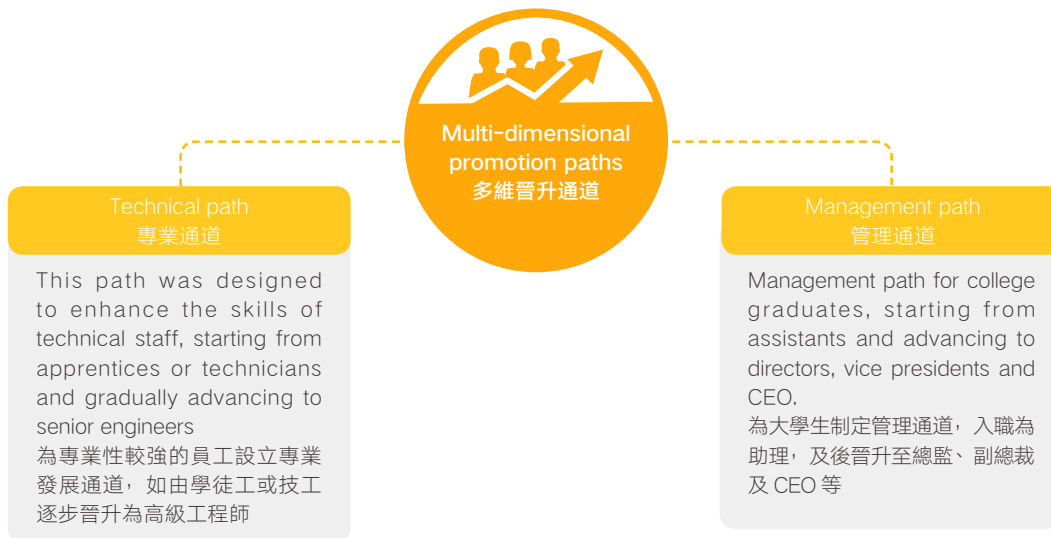 Multi-dimensional
promotion paths
多維晉升通道
Technical path
專業通道
This path was designed
to enhance the skills of
technical staff, starting from
apprentices or technicians
and gradually advancing to
senior engineers
為專業性較強的員工設立專業
發展通道，如由學徒工或技工
逐步晉升為高級工程師
Management path
管理通道
Management path for college
graduates, starting from
assistants and advancing to
directors, vice presidents and
CEO.
為大學生制定管理通道，入職為
助理，及後晉升至總監、副總裁
及 CEO 等